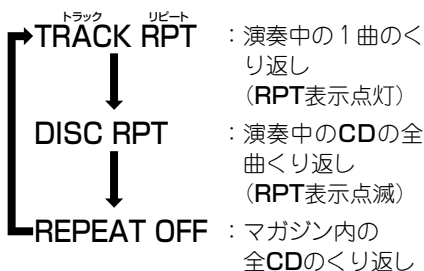 トラック リピート
TRACK RPT ：演奏中の1曲のく
り返し
（RPT表示点灯）
DISC RPT ：演奏中のCDの全
曲くり返し
（RPT表示点滅）
REPEAT OFF ：マガジン内の
全CDのくり返し